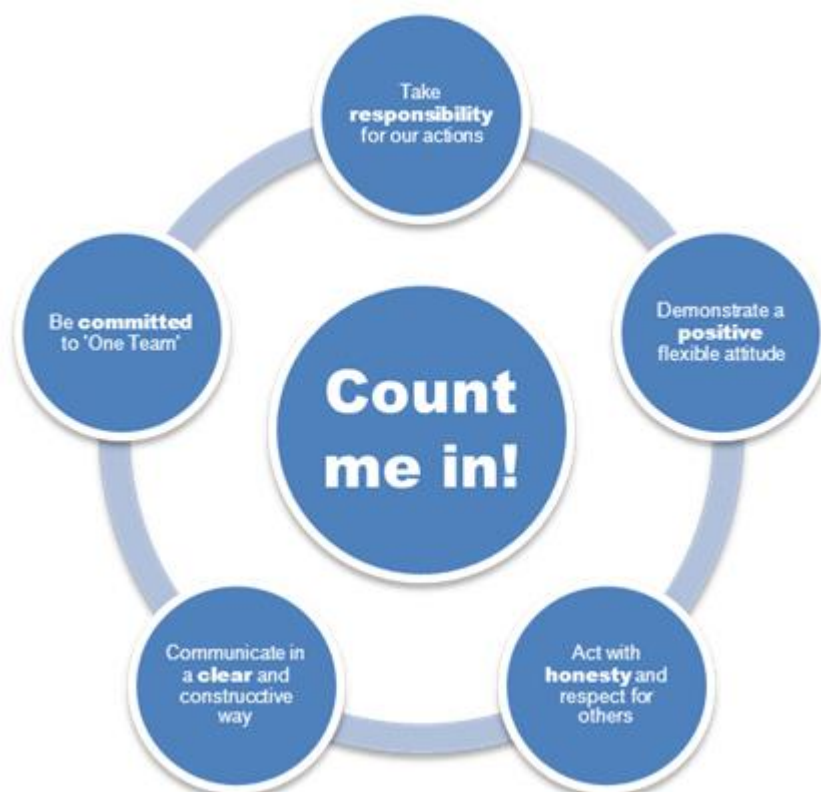 Take
responsibility
for our actions
Demonstrate a
positive
flexible attitude
Act with
honesty and
respect for
others
Communicate in
a clear and
construcctive
way
Be committed
to 'One Team'
Count
me in!